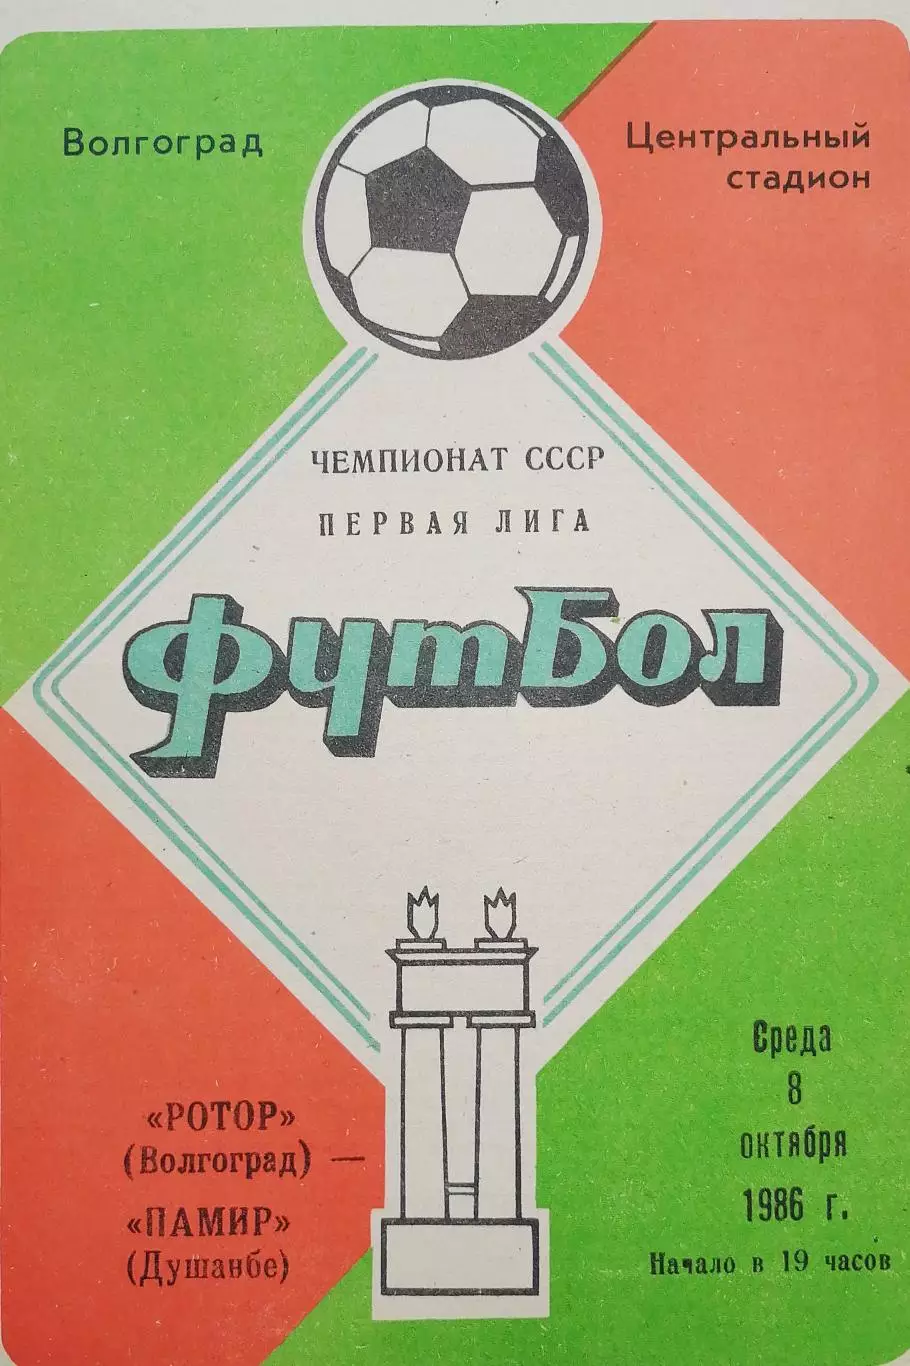 Волгоград
Центральный
стадион
ЧЕМПИОНАТ СССР
ПЕРВАЯ ЛИГА
ФутБол
«РОТОР»
(Волгоград) —
«ПАМИР»
(Душанбе)
Среда
8
октября
1986 г.
Начало в 19 часов